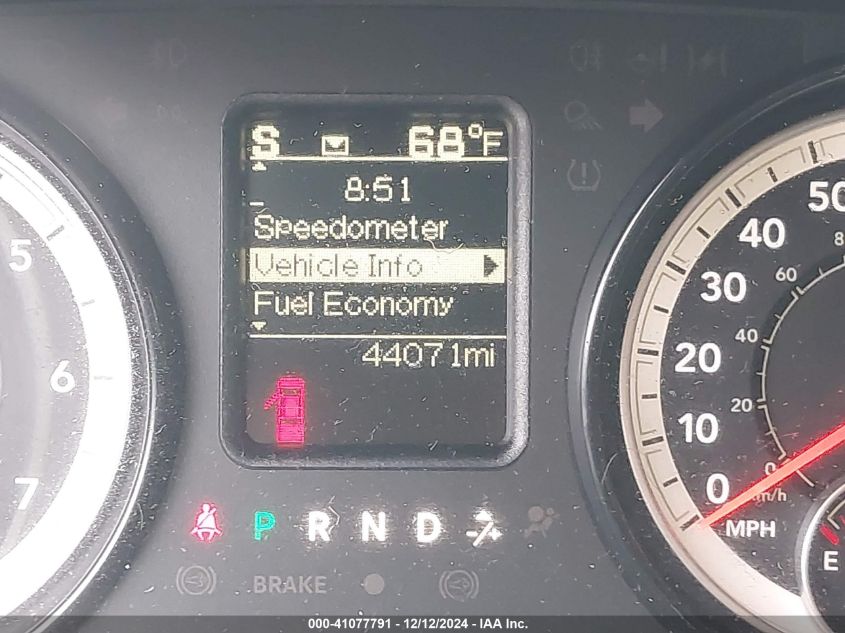 S 68°F
8:51
Speedometer
Vehicle Info
Fuel Economy
44071mi
5
6
7
50
40
30
20
10
0
MPH
8
60
40
20
0
km/h
E
P R N D
BRAKE
000-41077791 - 12/12/2024 - IAA Inc.